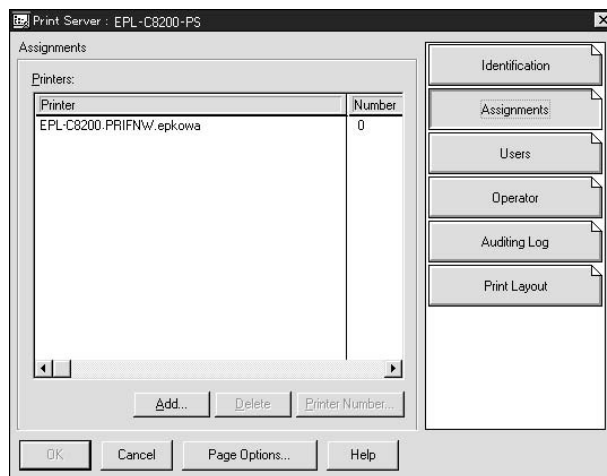 Print Server : EPL-C8200-PS
Assignments
Printers:
Printer Number
EPL-C8200.PRIFNW.epkowa 0
Add... Delete Printer Number...
OK Cancel Page Options... Help
Identification
Assignments
Users
Operator
Auditing Log
Print Layout